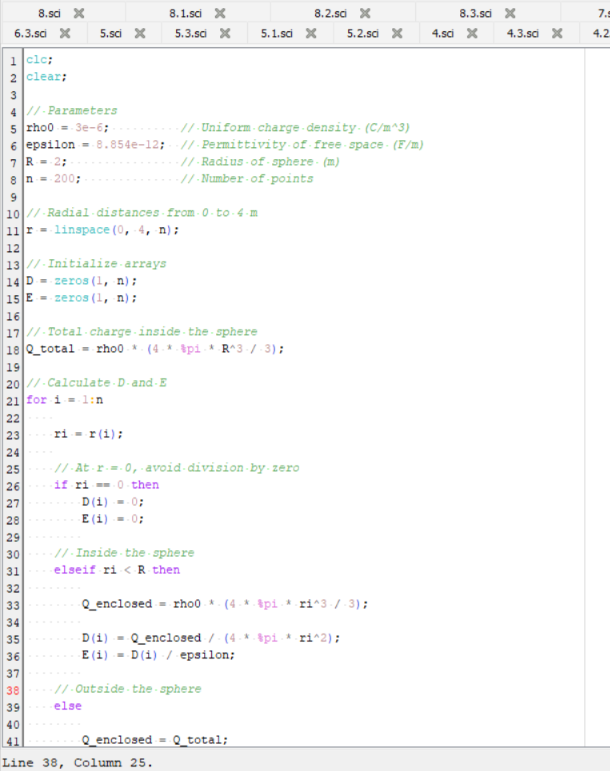 8.sci 8.1.sci 8.2.sci 8.3.sci 7.
6.3.sci 5.sci 5.3.sci 5.1.sci 5.2.sci 4.sci 4.3.sci 4.2
1 clc;
2 clear;
3
4 // Parameters
5 rho0 = 3e-6; // Uniform charge density (C/m^3)
6 epsilon = 8.854e-12; // Permittivity of free space (F/m)
7 R = 2; // Radius of sphere (m)
8 n = 200; // Number of points
9
10 // Radial distances from 0 to 4 m
11 r = linspace(0, 4, n);
12
13 // Initialize arrays
14 D = zeros(1, n);
15 E = zeros(1, n);
16
17 // Total charge inside the sphere
18 Q_total = rho0 * (4 * %pi * R^3 / 3);
19
20 // Calculate D and E
21 for i = 1:n
22
23 ri = r(i);
24
25 // At r = 0, avoid division by zero
26 if ri == 0 then
27 D(i) = 0;
28 E(i) = 0;
29
30 // Inside the sphere
31 elseif ri < R then
32
33 Q_enclosed = rho0 * (4 * %pi * ri^3 / 3);
34
35 D(i) = Q_enclosed / (4 * %pi * ri^2);
36 E(i) = D(i) / epsilon;
37
38 // Outside the sphere
39 else
40
41 Q_enclosed = Q_total;
Line 38, Column 25.